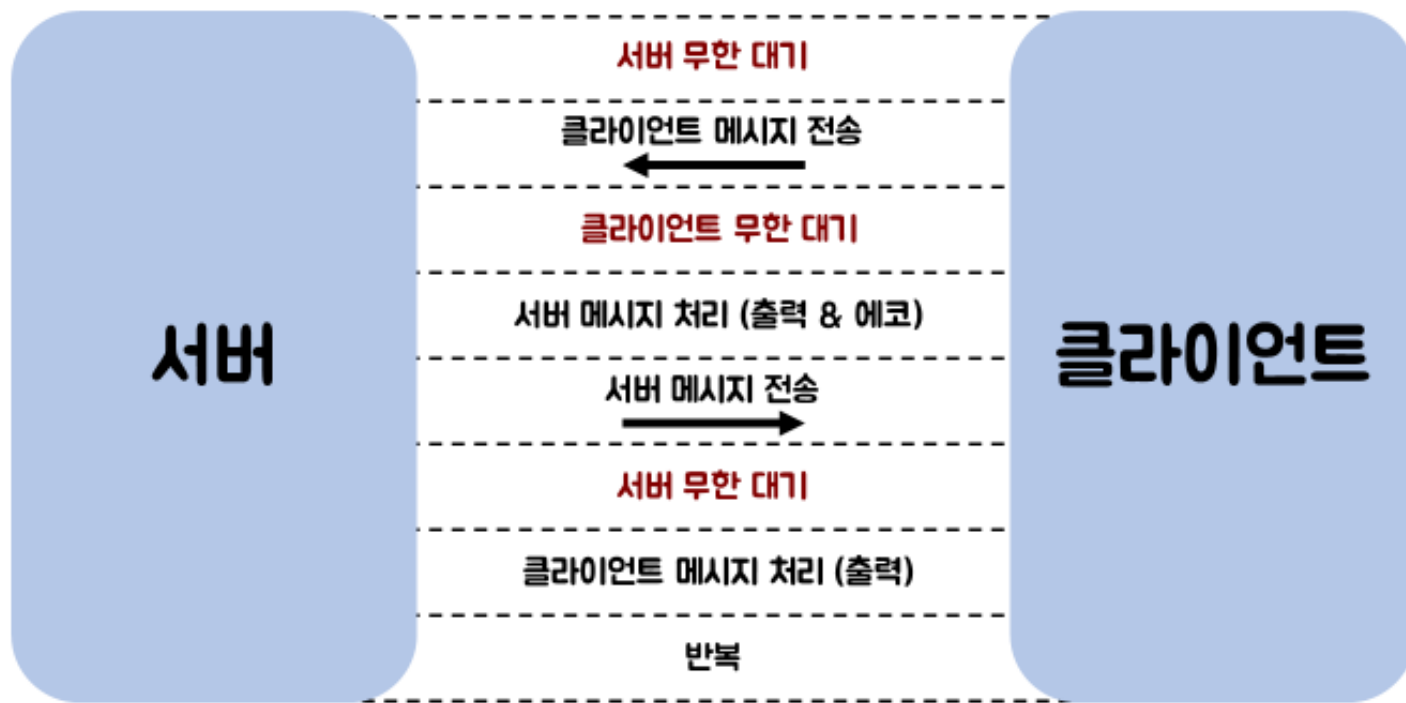 서버 무한 대기
클라이언트 메시지 전송
클라이언트 무한 대기
서버 메시지 처리 (출력 & 에코)
서버
클라이언트
서버 메시지 전송
서버 무한 대기
클라이언트 메시지 처리 (출력)
반복